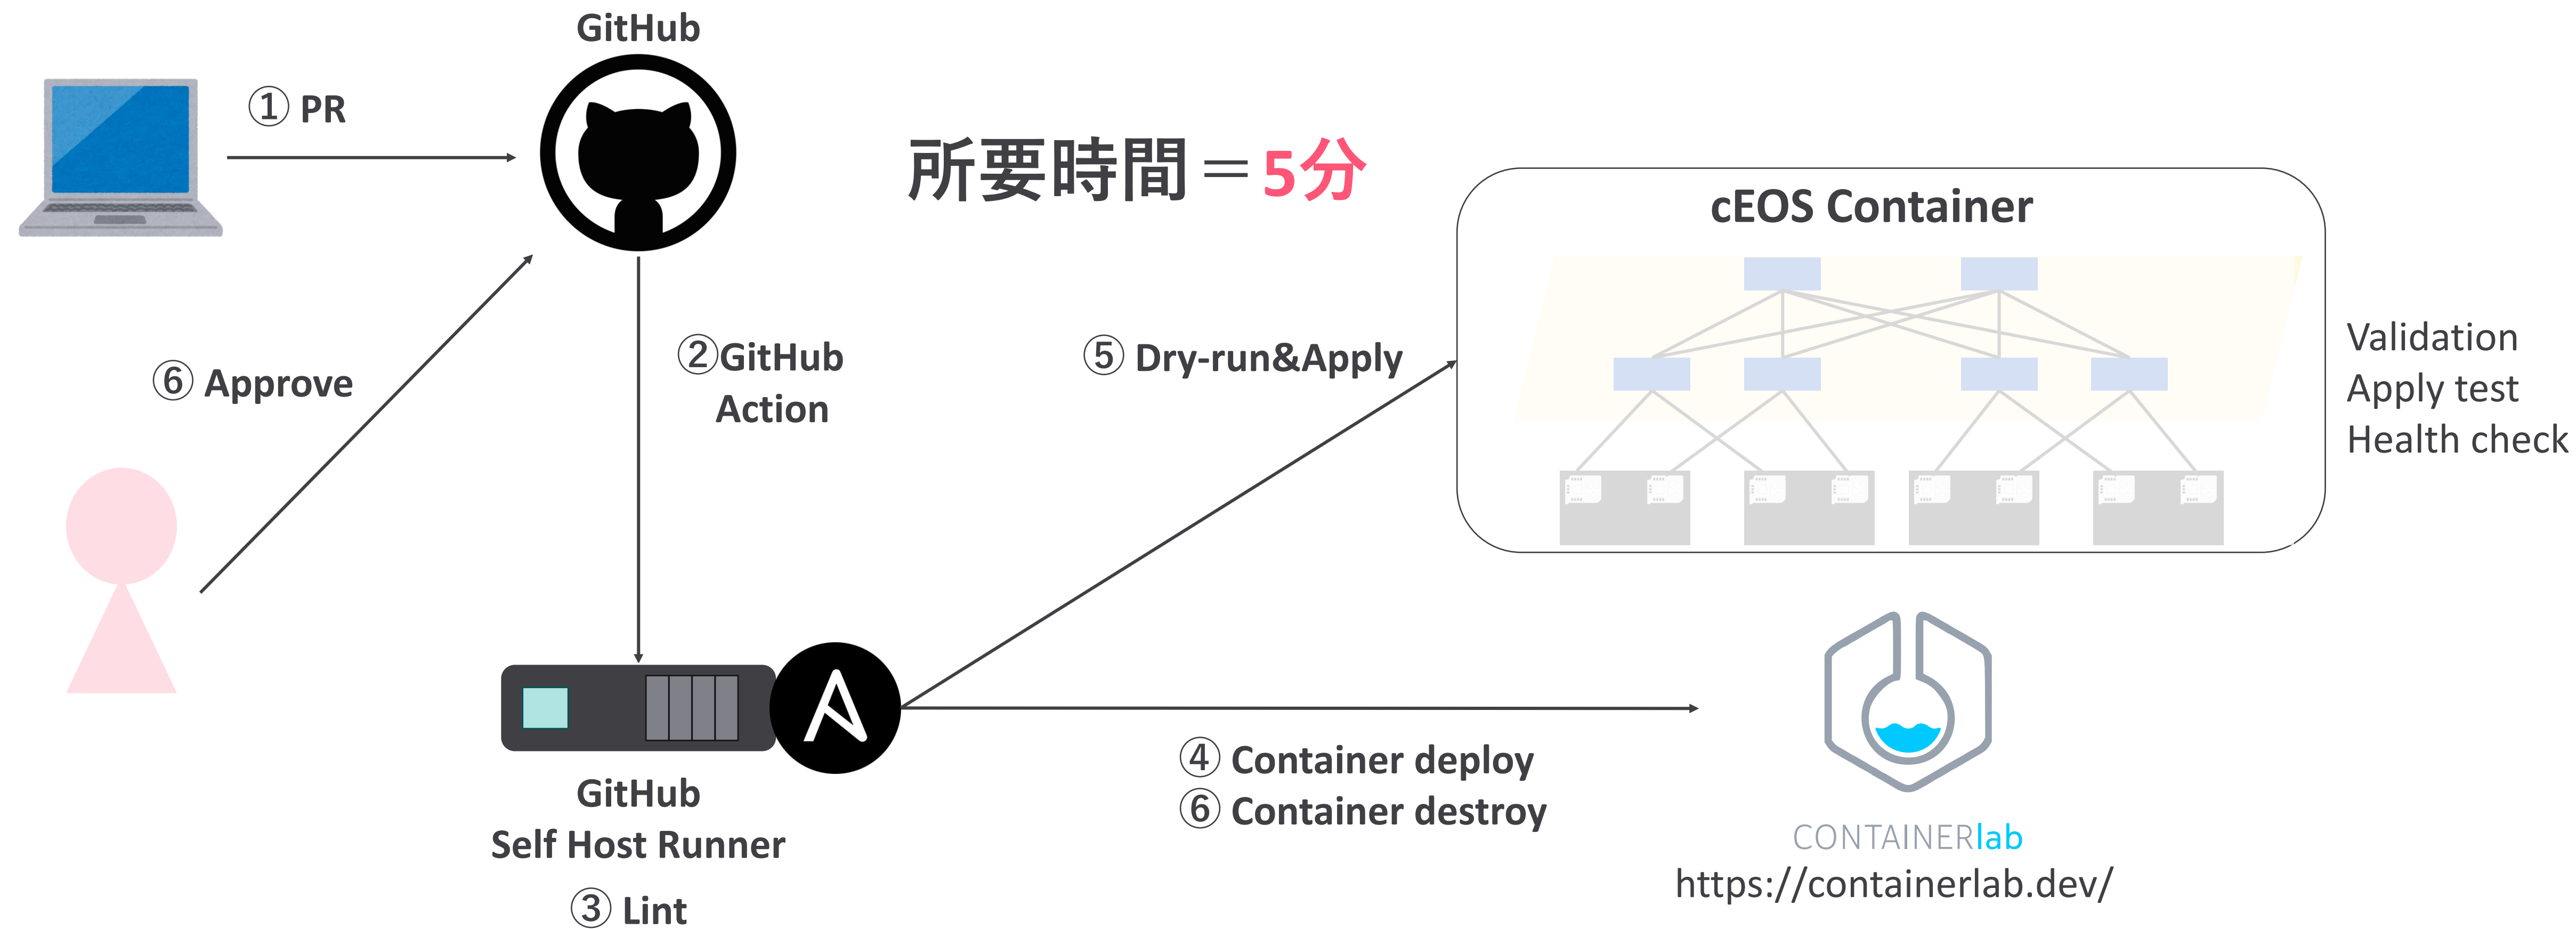 GitHub
① PR
所要時間＝5分
cEOS Container
②GitHub
Action
⑤ Dry-run&Apply
⑥ Approve
Validation
Apply test
Health check
④ Container deploy
⑥ Container destroy
GitHub
Self Host Runner
③ Lint
CONTAINERlab
https://containerlab.dev/